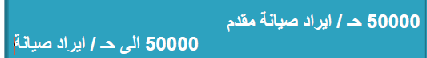 50000 حـ / ايراد صيانة مقدم
50000 الى حـ / ايراد صيانة